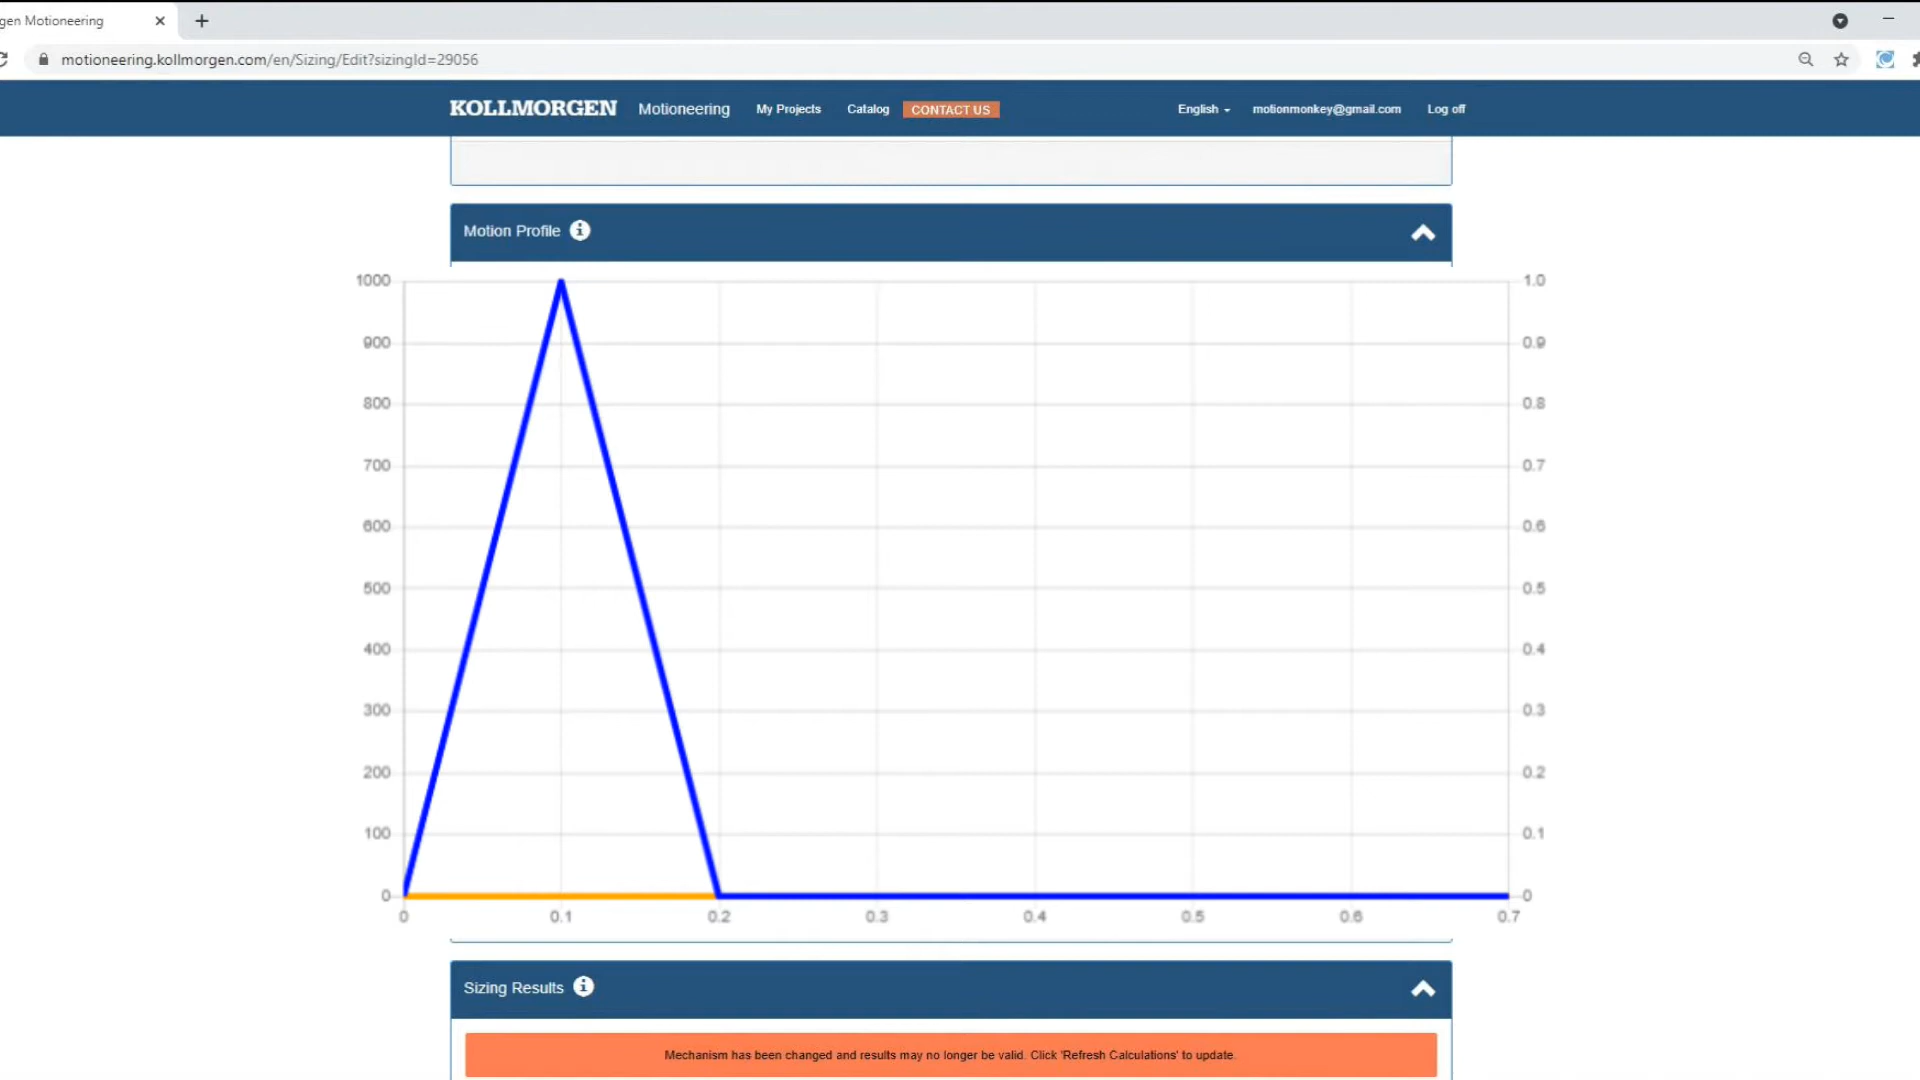 gen Motioneering
motioneering.kollmorgen.com/en/Sizing/Edit?sizingId=29056
KOLLMORGEN Motioneering My Projects Catalog CONTACT US English motionmonkey@gmail.com Log off
Motion Profile
1000 1.0
900 0.9
800 0.8
700 0.7
600 0.6
500 0.5
400 0.4
300 0.3
200 0.2
100 0.1
0 0
0 0.1 0.2 0.3 0.4 0.5 0.6 0.7
Sizing Results
Mechanism has been changed and results may no longer be valid. Click 'Refresh Calculations' to update.